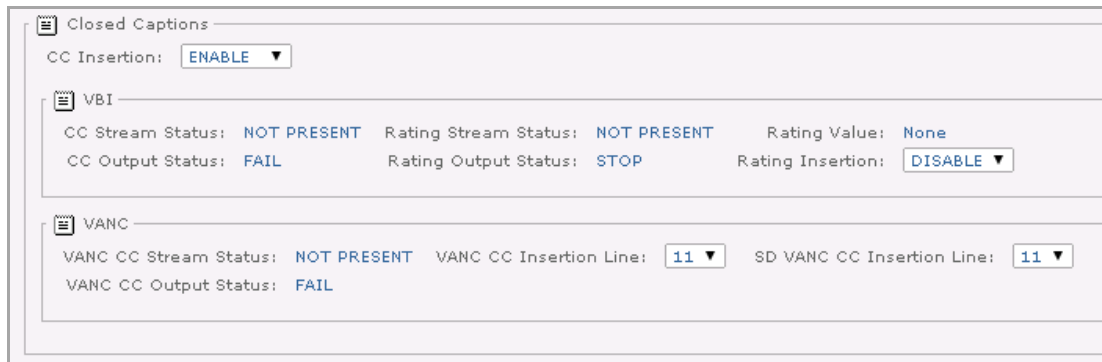 Closed Captions
CC Insertion: ENABLE
VBI
CC Stream Status: NOT PRESENT Rating Stream Status: NOT PRESENT Rating Value: None
CC Output Status: FAIL Rating Output Status: STOP Rating Insertion: DISABLE
VANC
VANC CC Stream Status: NOT PRESENT VANC CC Insertion Line: 11 SD VANC CC Insertion Line: 11
VANC CC Output Status: FAIL